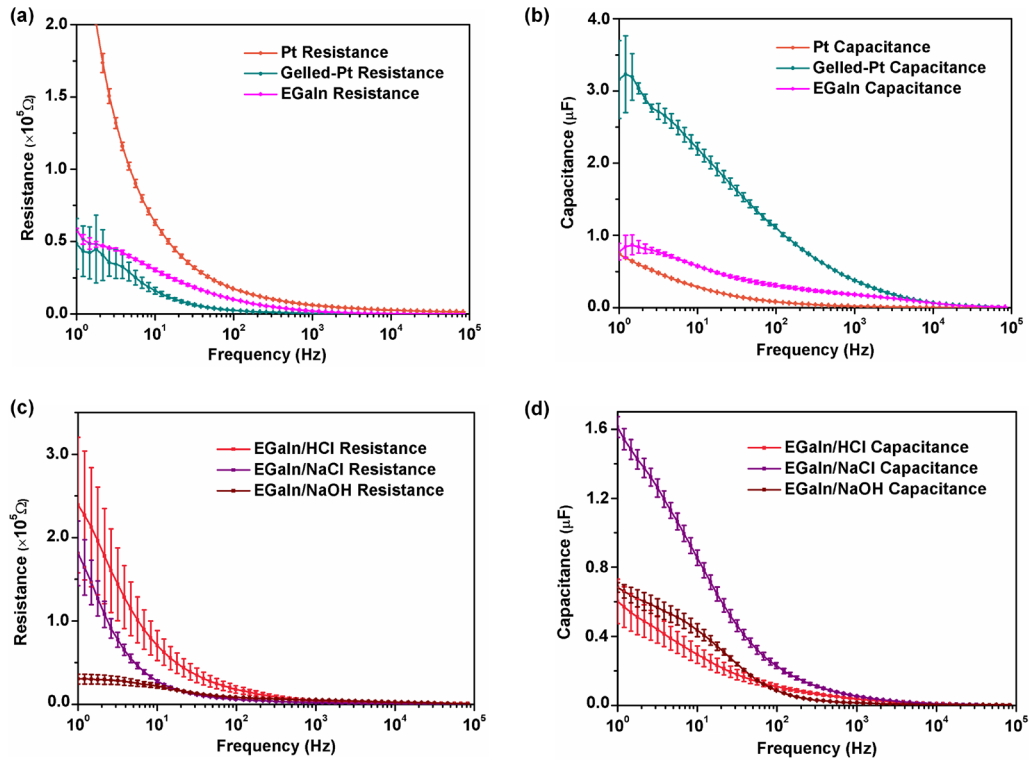 (a)
2.0
1.5
1.0
0.5
0.0
Resistance (×10⁵Ω)
Pt Resistance
Gelled-Pt Resistance
EGaIn Resistance
10⁰ 10¹ 10² 10³ 10⁴ 10⁵
Frequency (Hz)
(b)
4.0
3.0
2.0
1.0
0.0
Capacitance (μF)
Pt Capacitance
Gelled-Pt Capacitance
EGaIn Capacitance
10⁰ 10¹ 10² 10³ 10⁴ 10⁵
Frequency (Hz)
(c)
3.0
2.0
1.0
0.0
Resistance (×10⁵Ω)
EGaIn/HCl Resistance
EGaIn/NaCl Resistance
EGaIn/NaOH Resistance
10⁰ 10¹ 10² 10³ 10⁴ 10⁵
Frequency (Hz)
(d)
1.6
1.2
0.8
0.4
0.0
Capacitance (μF)
EGaIn/HCl Capacitance
EGaIn/NaCl Capacitance
EGaIn/NaOH Capacitance
10⁰ 10¹ 10² 10³ 10⁴ 10⁵
Frequency (Hz)